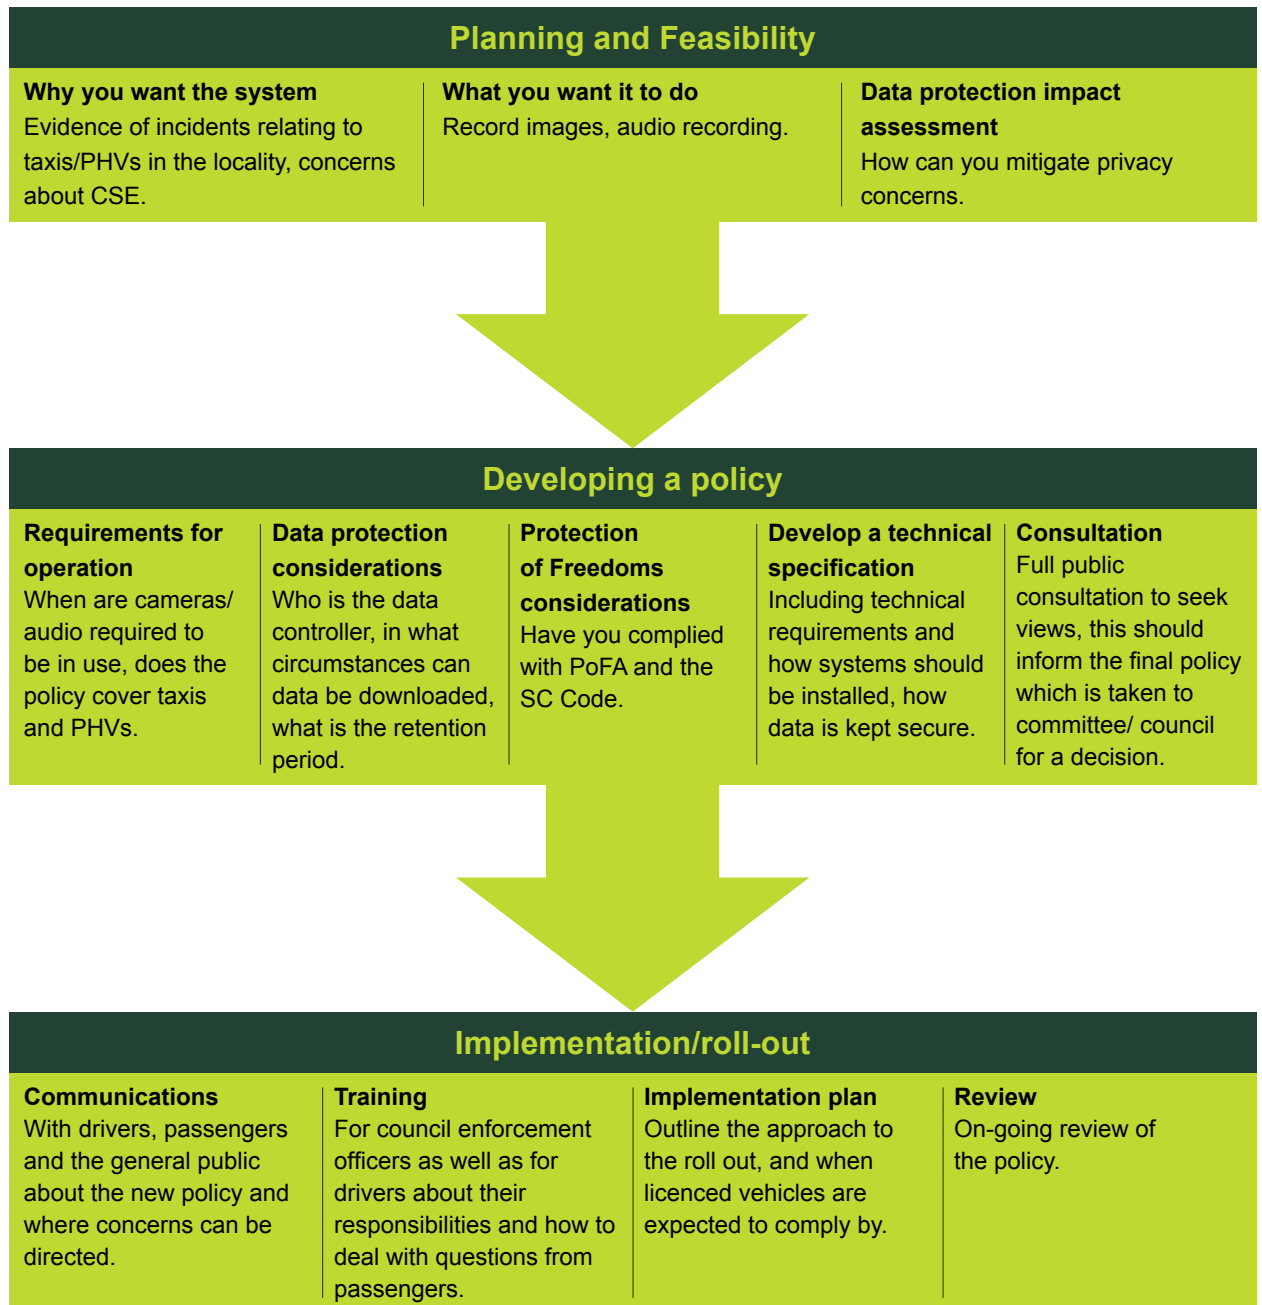 Planning and Feasibility
Why you want the system
Evidence of incidents relating to
taxis/PHVs in the locality, concerns
about CSE.
What you want it to do
Record images, audio recording.
Data protection impact
assessment
How can you mitigate privacy
concerns.
Developing a policy
Requirements for
operation
When are cameras/
audio required to
be in use, does the
policy cover taxis
and PHVs.
Data protection
considerations
Who is the data
controller, in what
circumstances can
data be downloaded,
what is the retention
period.
Protection
of Freedoms
considerations
Have you complied
with PoFA and the
SC Code.
Develop a technical
specification
Including technical
requirements and
how systems should
be installed, how
data is kept secure.
Consultation
Full public
consultation to seek
views, this should
inform the final policy
which is taken to
committee/ council
for a decision.
Implementation/roll-out
Communications
With drivers, passengers
and the general public
about the new policy and
where concerns can be
directed.
Training
For council enforcement
officers as well as for
drivers about their
responsibilities and how to
deal with questions from
passengers.
Implementation plan
Outline the approach to
the roll out, and when
licenced vehicles are
expected to comply by.
Review
On-going review of
the policy.